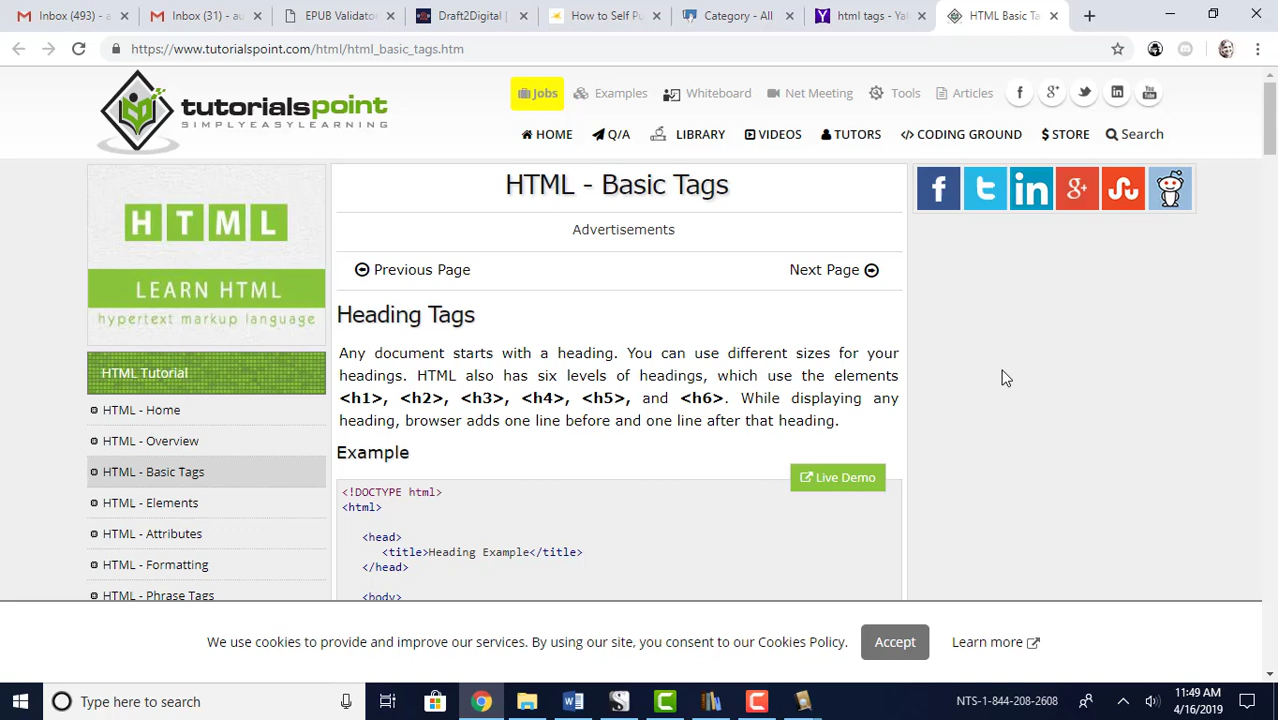 Inbox (493) - a
Inbox (31) - au
EPUB Validator
Draft2Digital |
How to Self Pu
Category - All
html tags - Ya
HTML Basic Ta
https://www.tutorialspoint.com/html/html_basic_tags.htm
tutorialspoint
SIMPLYEASYLEARNING
Jobs
Examples
Whiteboard
Net Meeting
Tools
Articles
HOME
Q/A
LIBRARY
VIDEOS
TUTORS
CODING GROUND
STORE
Search
HTML
LEARN HTML
hypertext markup language
HTML Tutorial
HTML - Home
HTML - Overview
HTML - Basic Tags
HTML - Elements
HTML - Attributes
HTML - Formatting
HTML - Phrase Tags
HTML - Basic Tags
Advertisements
Previous Page
Next Page
Heading Tags
Any document starts with a heading. You can use different sizes for your
headings. HTML also has six levels of headings, which use the elements
<h1>, <h2>, <h3>, <h4>, <h5>, and <h6>. While displaying any
heading, browser adds one line before and one line after that heading.
Example
Live Demo
<!DOCTYPE html>
<html>
<head>
<title>Heading Example</title>
</head>
<body>
We use cookies to provide and improve our services. By using our site, you consent to our Cookies Policy.
Accept
Learn more
Type here to search
NTS-1-844-208-2608
11:49 AM
4/16/2019